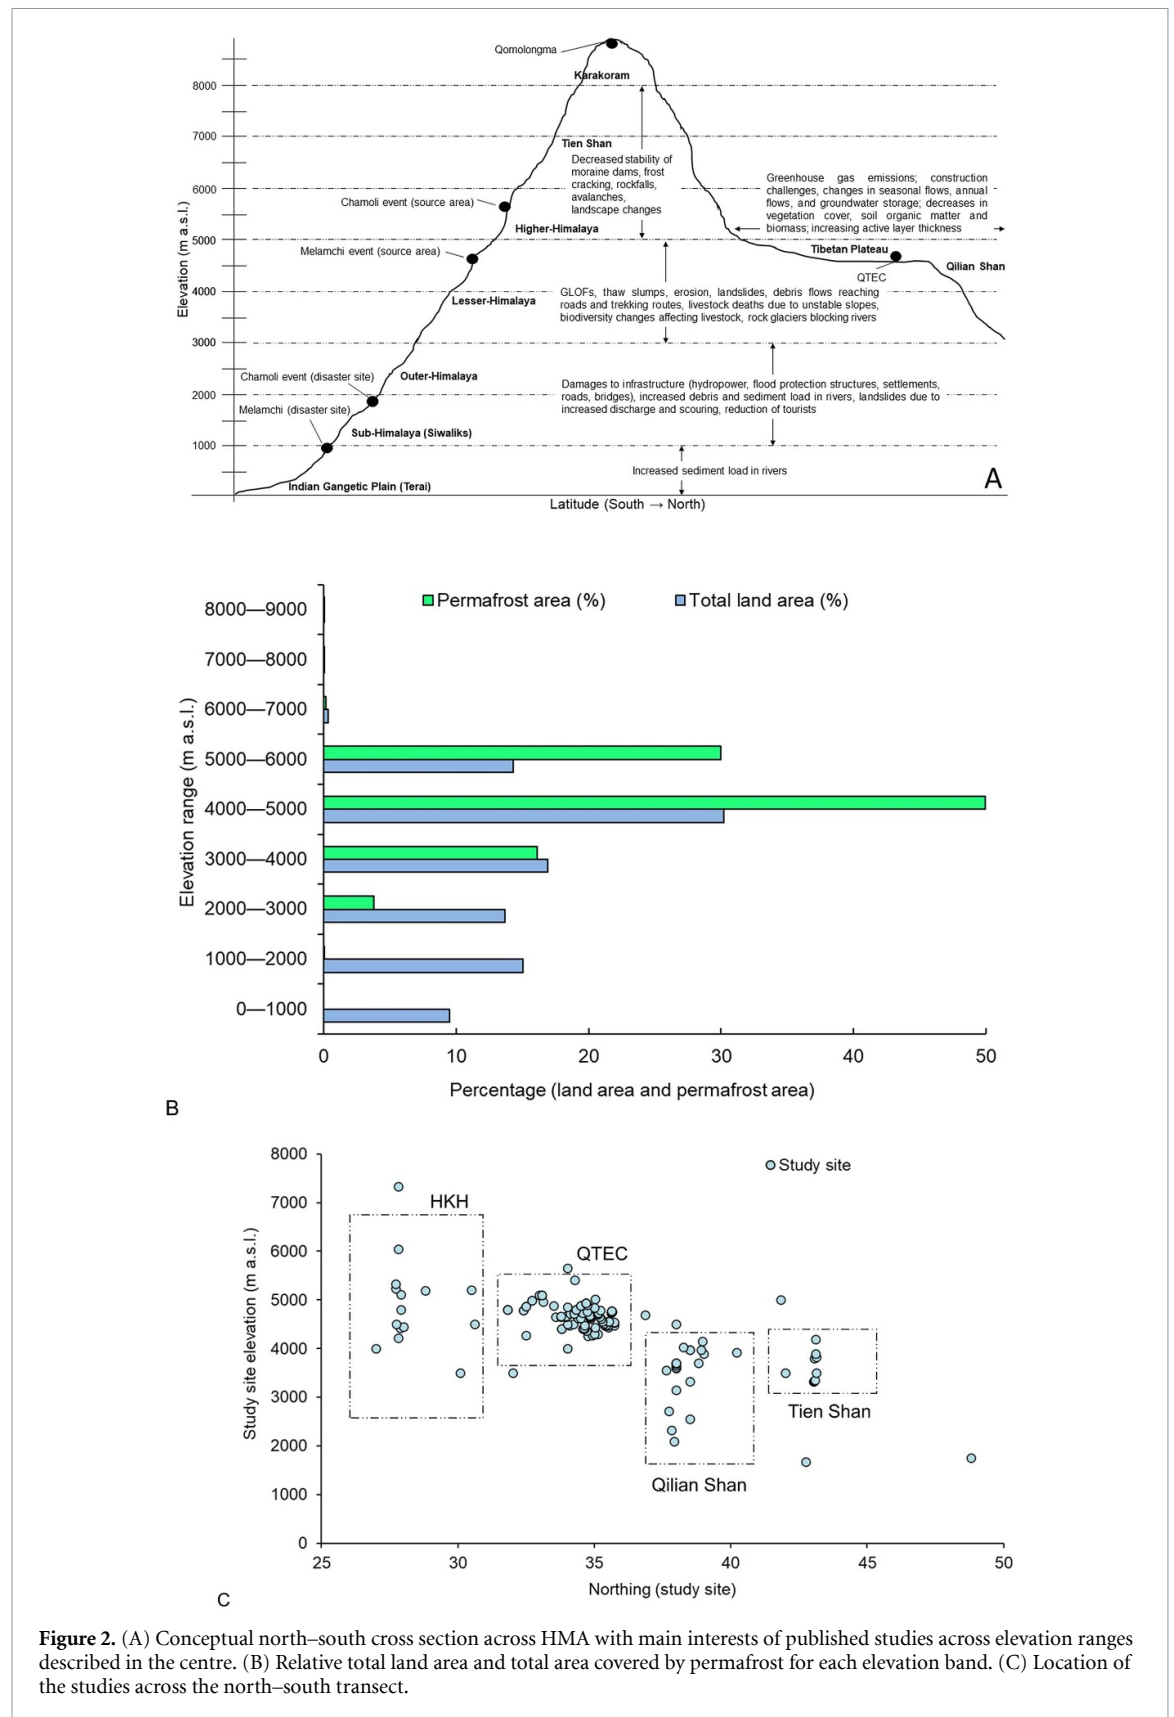 Qomolongma
Karakoram
8000
7000
Tien Shan
Decreased stability of
moraine dams, frost
cracking, rockfalls,
avalanches,
landscape changes
Greenhouse gas emissions; construction
challenges, changes in seasonal flows, annual
flows, and groundwater storage; decreases in
vegetation cover, soil organic matter and
biomass; increasing active layer thickness
6000
Chamoli event (source area)
Higher-Himalaya
5000
Melamchi event (source area)
Tibetan Plateau
QTEC
Qilian Shan
Elevation (m a.s.l.)
4000
Lesser-Himalaya
GLOFs, thaw slumps, erosion, landslides, debris flows reaching
roads and trekking routes, livestock deaths due to unstable slopes,
biodiversity changes affecting livestock, rock glaciers blocking rivers
3000
Chamoli event (disaster site)
Outer-Himalaya
2000
Melamchi (disaster site)
Damages to infrastructure (hydropower, flood protection structures, settlements,
roads, bridges), increased debris and sediment load in rivers, landslides due to
increased discharge and scouring, reduction of tourists
Sub-Himalaya (Siwaliks)
1000
Increased sediment load in rivers
Indian Gangetic Plain (Terai)
A
Latitude (South → North)
Permafrost area (%)
Total land area (%)
8000—9000
7000—8000
6000—7000
5000—6000
4000—5000
3000—4000
2000—3000
1000—2000
0—1000
Elevation range (m a.s.l.)
0 10 20 30 40 50
Percentage (land area and permafrost area)
B
8000
7000
6000
5000
4000
3000
2000
1000
0
Study site elevation (m a.s.l.)
Study site
HKH
QTEC
Qilian Shan
Tien Shan
25 30 35 40 45 50
Northing (study site)
C
Figure 2. (A) Conceptual north–south cross section across HMA with main interests of published studies across elevation ranges
described in the centre. (B) Relative total land area and total area covered by permafrost for each elevation band. (C) Location of
the studies across the north–south transect.